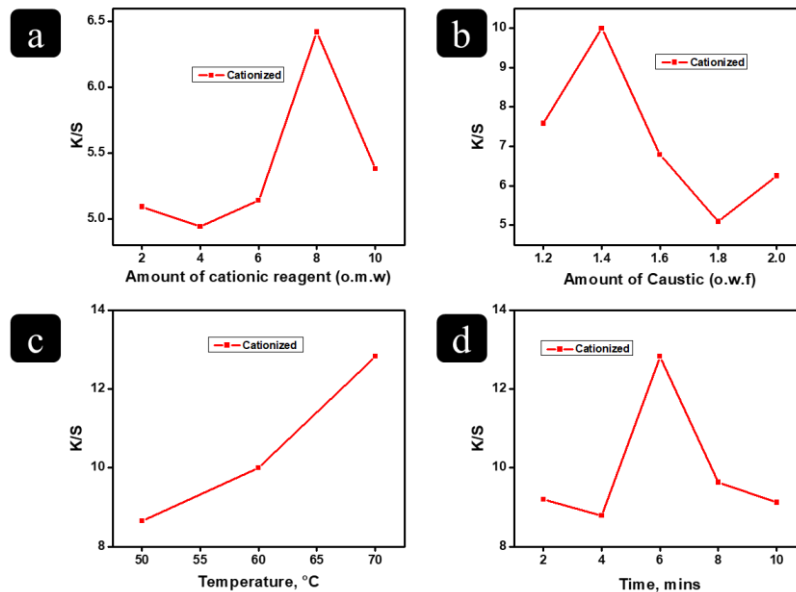 a
K/S
6.5
6.0
5.5
5.0
Cationized
2 4 6 8 10
Amount of cationic reagent (o.m.w)
b
K/S
10
9
8
7
6
5
Cationized
1.2 1.4 1.6 1.8 2.0
Amount of Caustic (o.w.f)
c
K/S
14
12
10
8
Cationized
50 55 60 65 70
Temperature, °C
d
K/S
14
12
10
8
Cationized
2 4 6 8 10
Time, mins